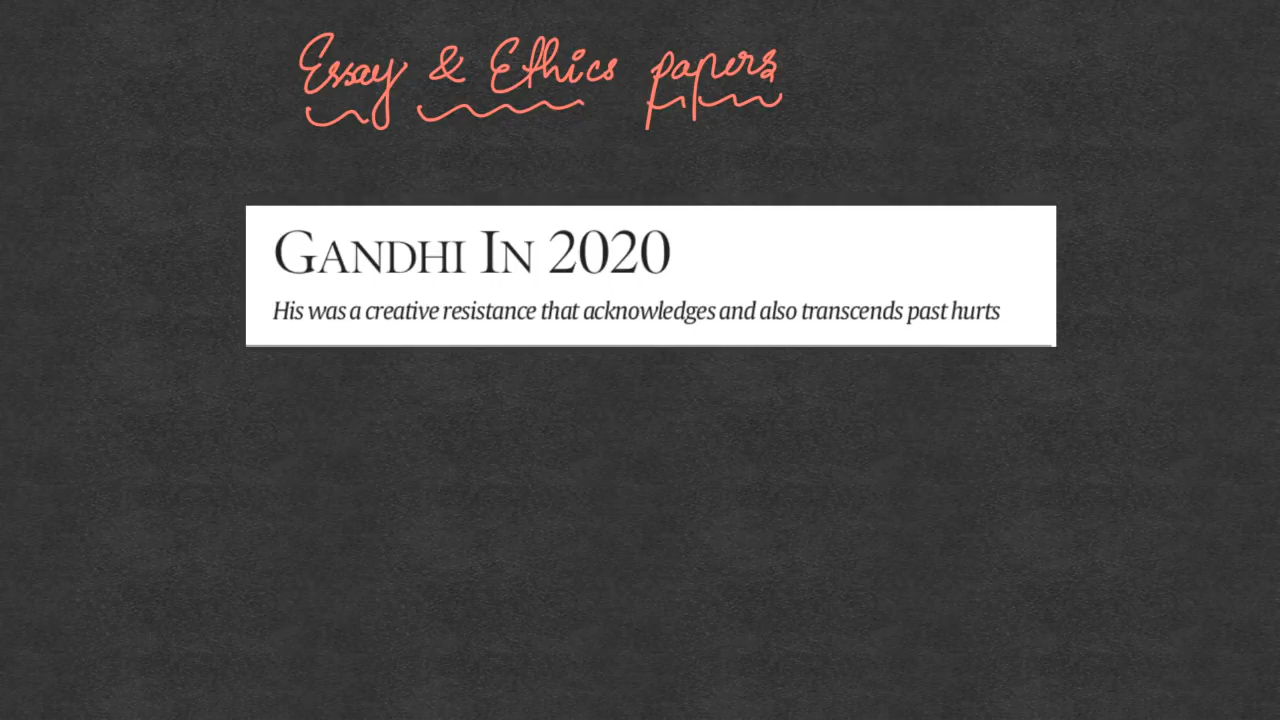 Essay & Ethics papers
GANDHI IN 2020
His was a creative resistance that acknowledges and also transcends past hurts